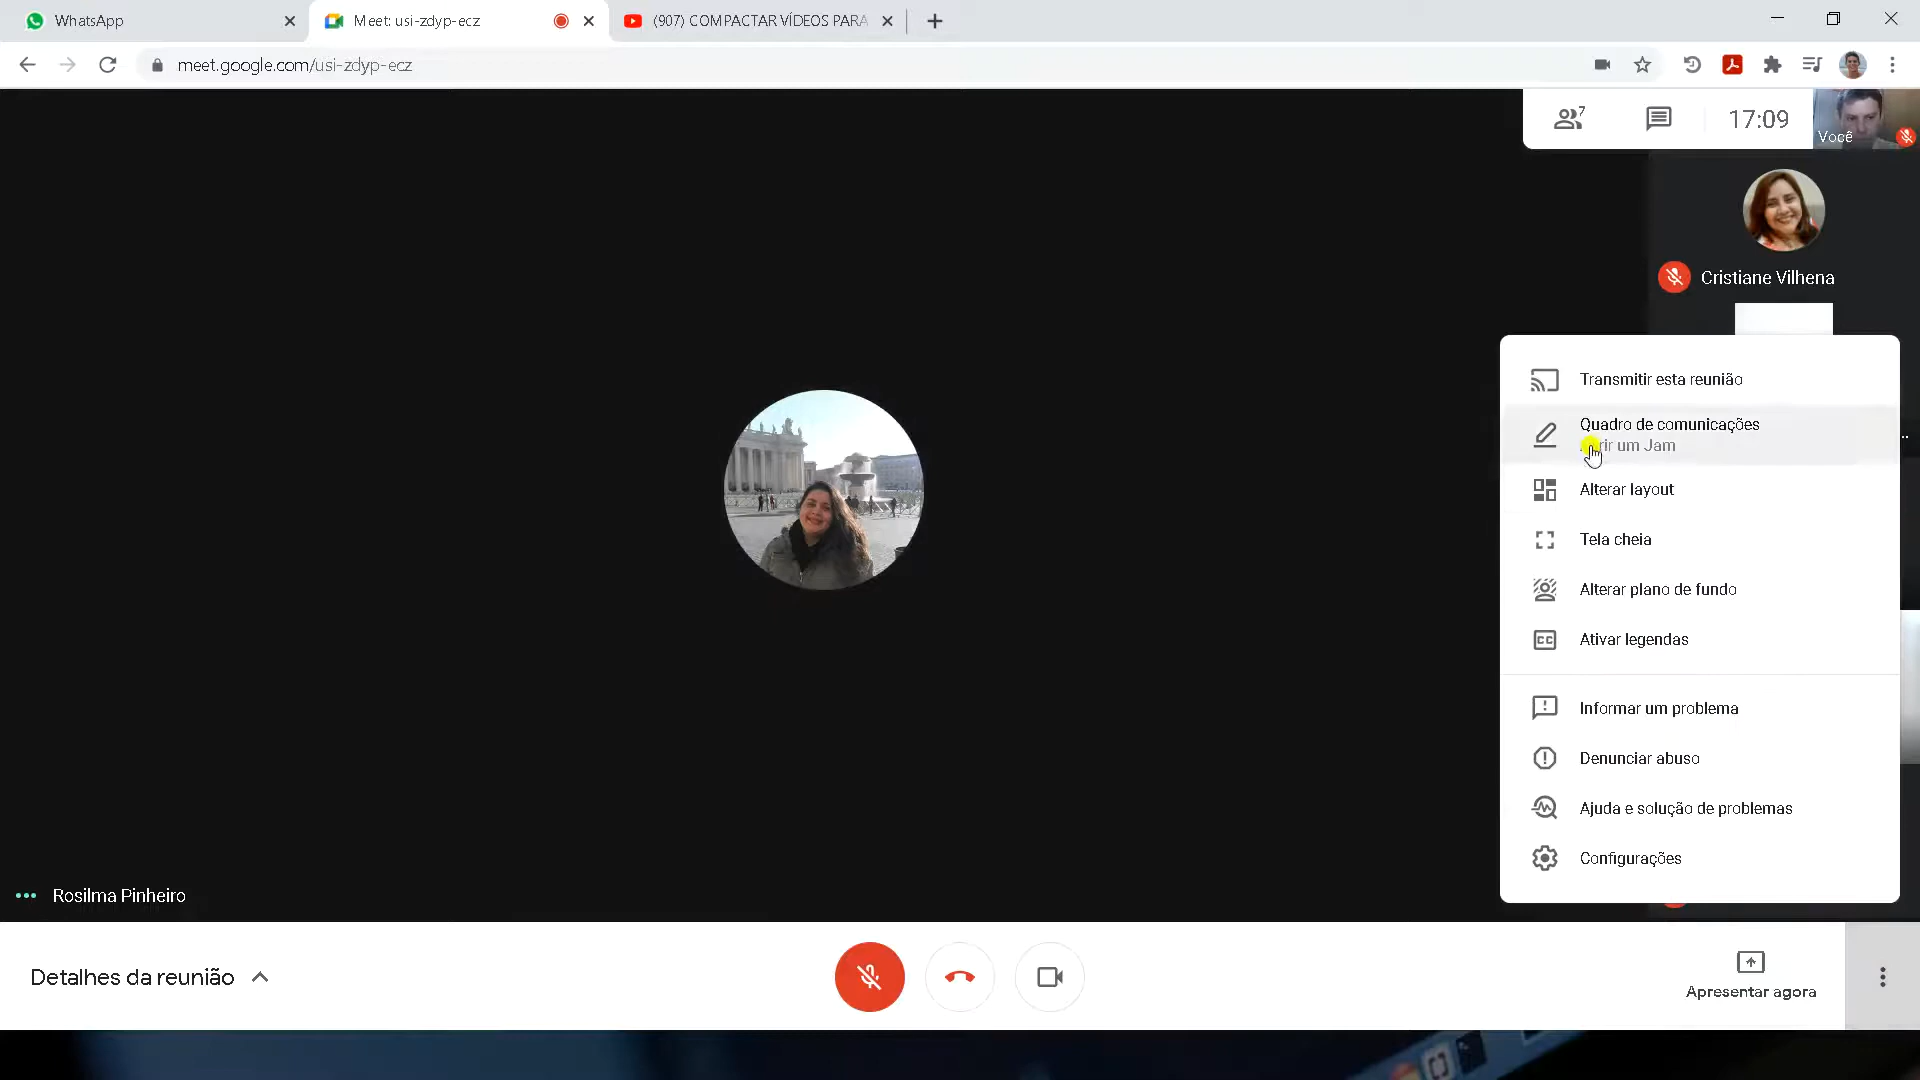 WhatsApp
Meet: usi-zdyp-ecz
(907) COMPACTAR VÍDEOS PARA
meet.google.com/usi-zdyp-ecz
7
17:09
Você
Cristiane Vilhena
Transmitir esta reunião
Quadro de comunicações
um Jam
Alterar layout
Tela cheia
Alterar plano de fundo
CC Ativar legendas
Informar um problema
Denunciar abuso
Ajuda e solução de problemas
Configurações
Rosilma Pinheiro
Detalhes da reunião
Apresentar agora